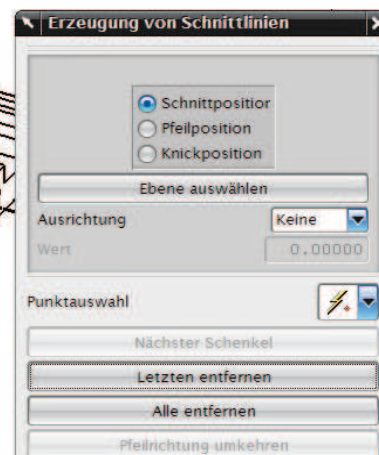 Erzeugung von Schnittlinien
Schnittpositior
Pfeilposition
Knickposition
Ebene auswählen
Ausrichtung Keine
Wert 0.00000
Punktauswahl
Nächster Schenkel
Letzten entfernen
Alle entfernen
Pfeilrichtung umkehren